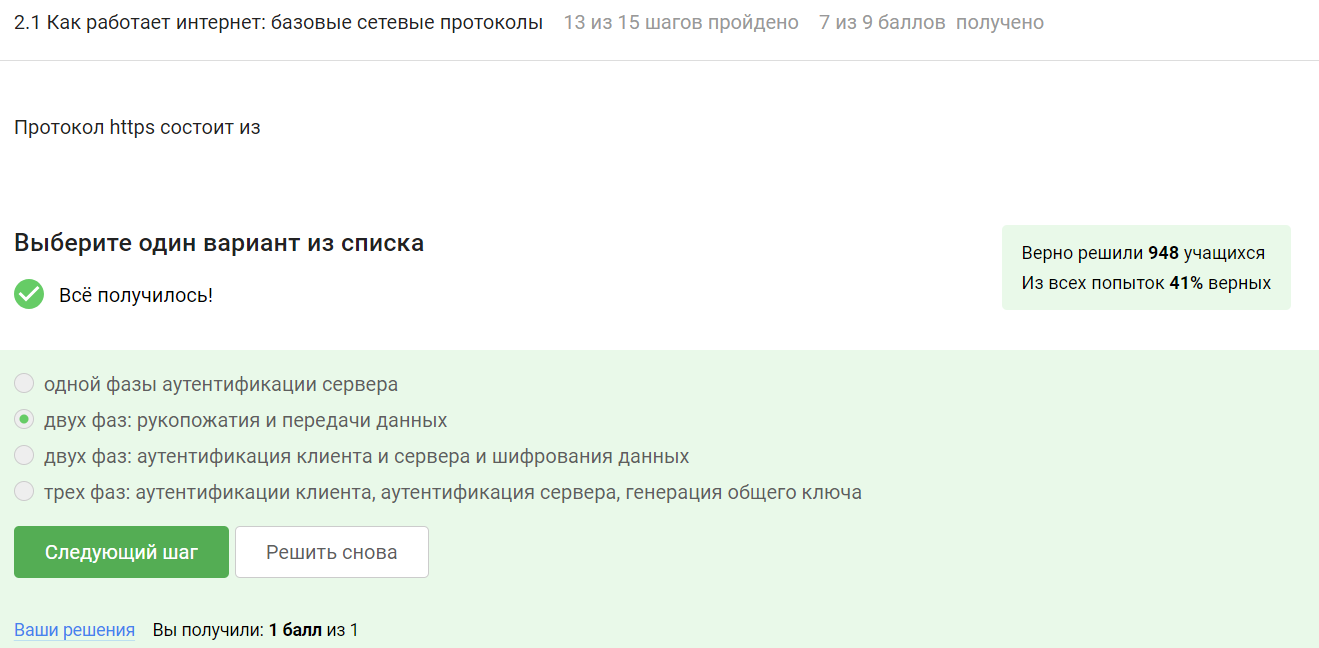 2.1 Как работает интернет: базовые сетевые протоколы 13 из 15 шагов пройдено 7 из 9 баллов получено
Протокол https состоит из
Выберите один вариант из списка
Всё получилось!
Верно решили 948 учащихся
Из всех попыток 41% верных
одной фазы аутентификации сервера
двух фаз: рукопожатия и передачи данных
двух фаз: аутентификация клиента и сервера и шифрования данных
трех фаз: аутентификации клиента, аутентификация сервера, генерация общего ключа
Следующий шаг Решить снова
Ваши решения Вы получили: 1 балл из 1